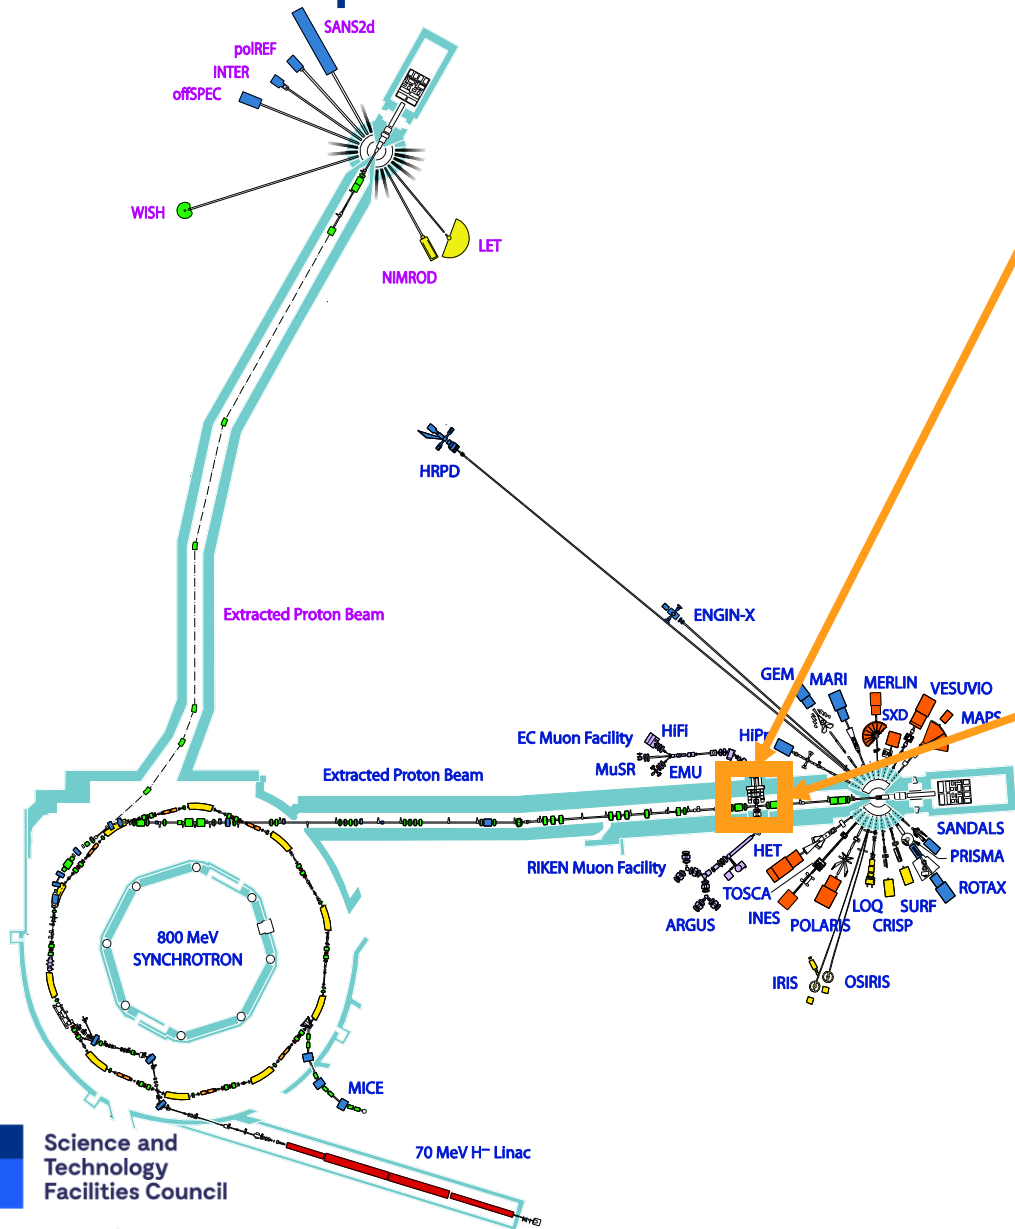 SANS2d
polREF
INTER
offSPEC
WISH
LET
NIMROD
HRPD
Extracted Proton Beam
ENGIN-X
GEM
MARI
MERLIN
VESUVIO
SXD
MAPS
HiFi
EC Muon Facility
MuSR
EMU
Extracted Proton Beam
SANDALS
PRISMA
ROTAX
HET
RIKEN Muon Facility
TOSCA
INES
ARGUS
POLARIS
LOQ
SURF
CRISP
IRIS
OSIRIS
800 MeV
SYNCHROTRON
MICE
70 MeV H– Linac
Science and
Technology
Facilities Council